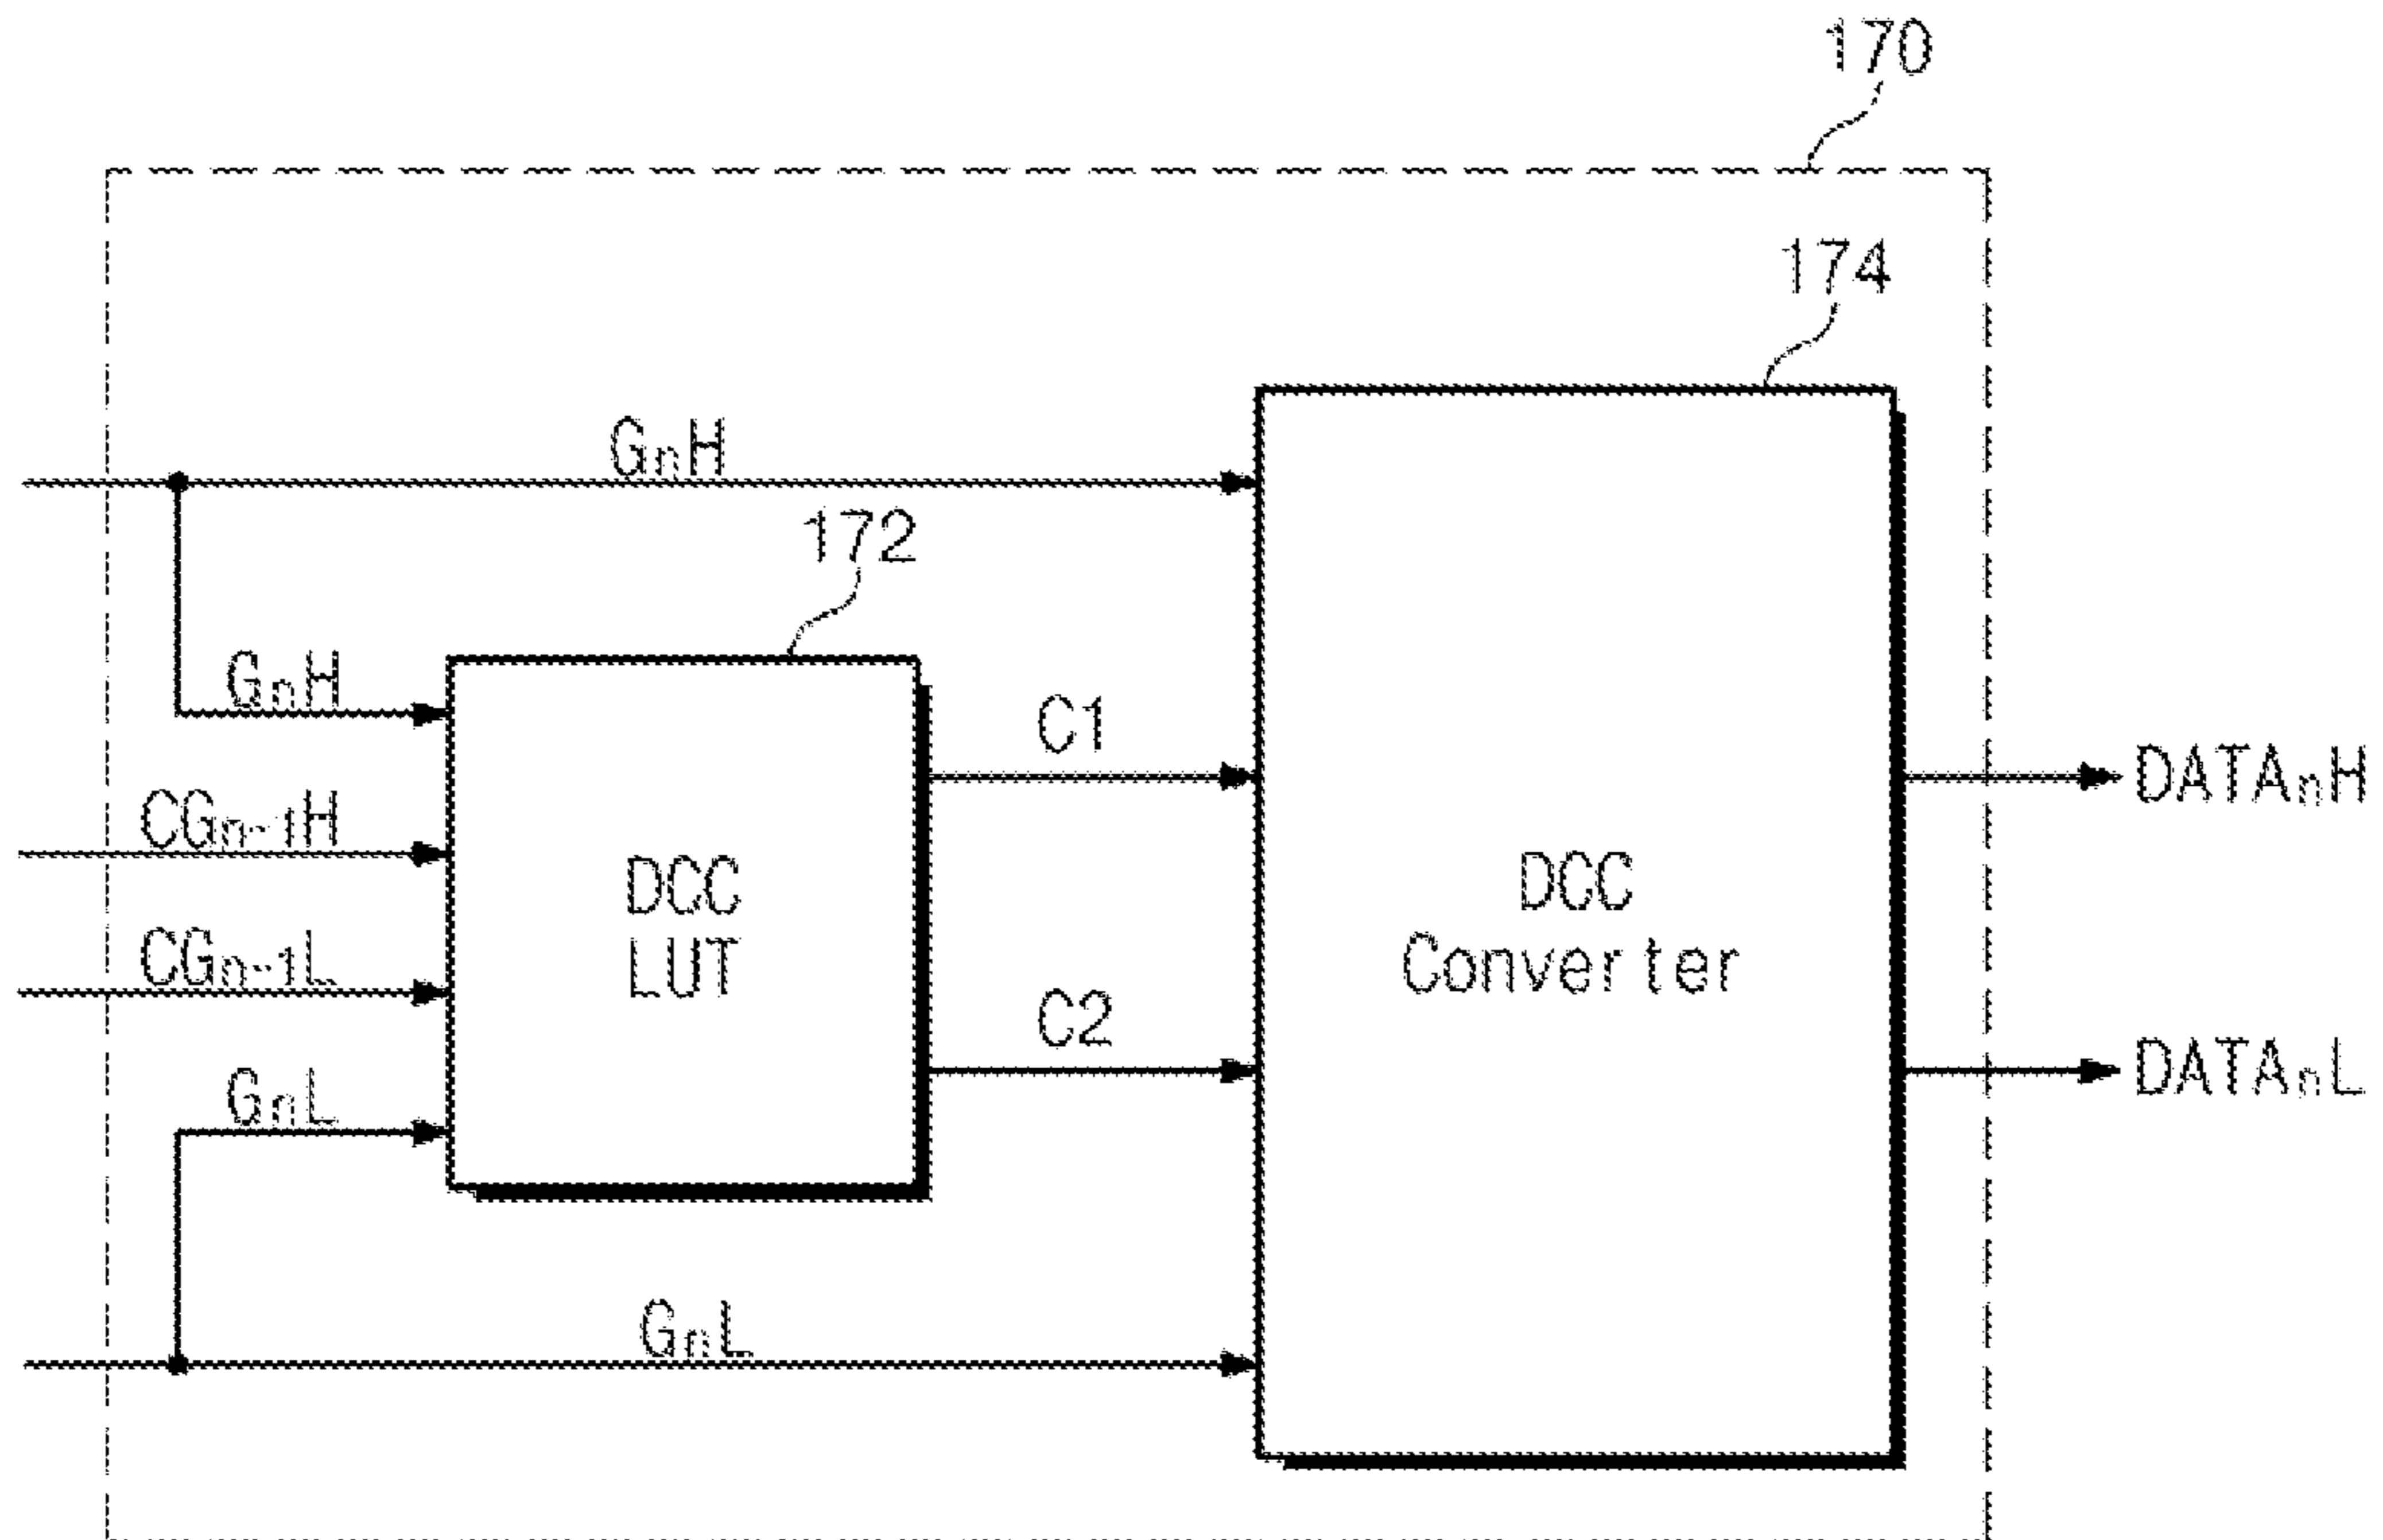 170
174
GnH
172
GnH
C1
CGn-1H
DATAnH
DCC
LUT
DCC
Converter
CGn-1L
C2
GnL
DATAnL
GnL